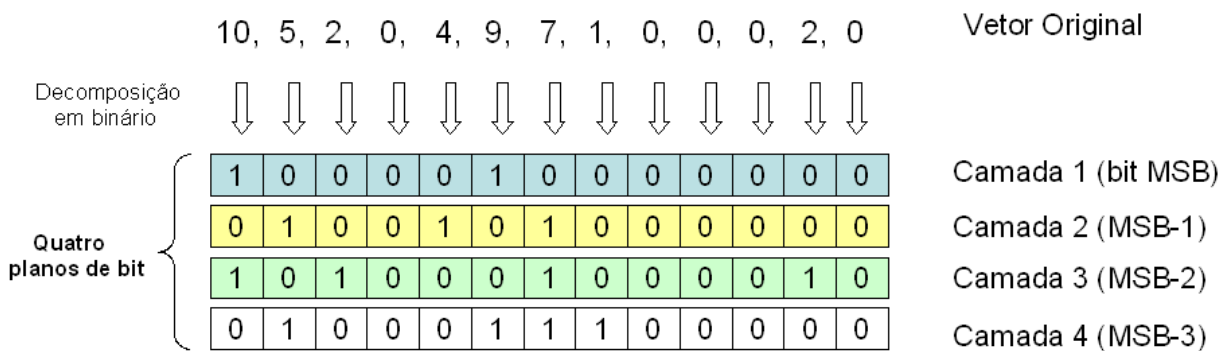 10, 5, 2, 0, 4, 9, 7, 1, 0, 0, 0, 2, 0 Vetor Original
Decomposição
em binário
1 0 0 0 0 1 0 0 0 0 0 0 0 Camada 1 (bit MSB)
0 1 0 0 1 0 1 0 0 0 0 0 0 Camada 2 (MSB-1)
Quatro
planos de bit
1 0 1 0 0 0 1 0 0 0 0 1 0 Camada 3 (MSB-2)
0 1 0 0 0 1 1 1 0 0 0 0 0 Camada 4 (MSB-3)